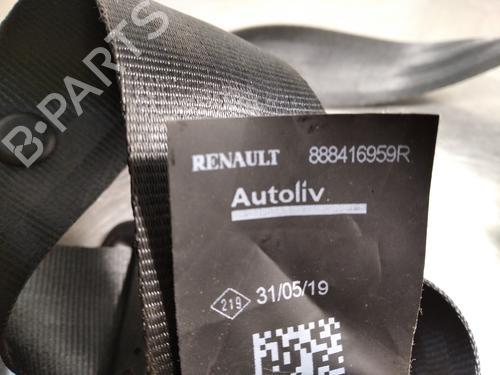 B-PARTS
RENAULT 888416959R
Autoliv
219 31/05/19